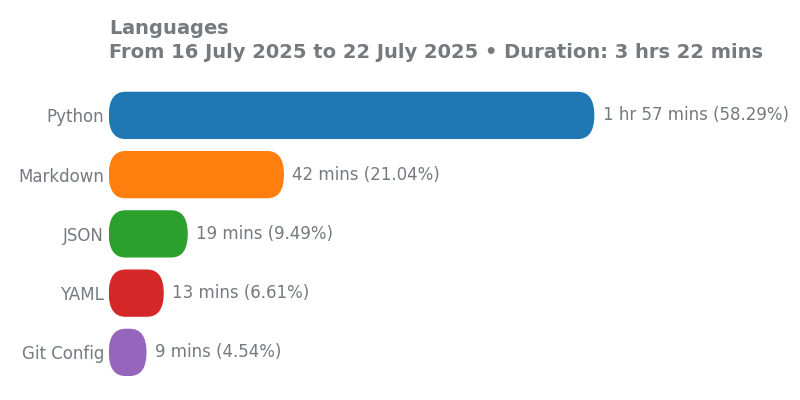 Languages
From 16 July 2025 to 22 July 2025 • Duration: 3 hrs 22 mins
Python 1 hr 57 mins (58.29%)
Markdown 42 mins (21.04%)
JSON 19 mins (9.49%)
YAML 13 mins (6.61%)
Git Config 9 mins (4.54%)